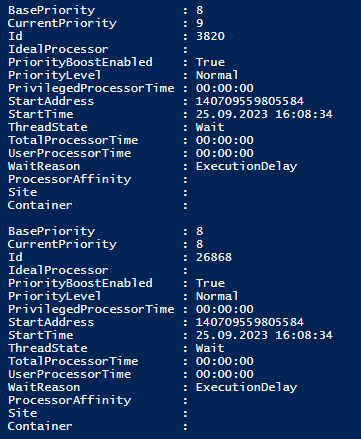 BasePriority : 8
CurrentPriority : 9
Id : 3820
IdealProcessor :
PriorityBoostEnabled : True
PriorityLevel : Normal
PrivilegedProcessorTime : 00:00:00
StartAddress : 140709559805584
StartTime : 25.09.2023 16:08:34
ThreadState : Wait
TotalProcessorTime : 00:00:00
UserProcessorTime : 00:00:00
WaitReason : ExecutionDelay
ProcessorAffinity :
Site :
Container :
BasePriority : 8
CurrentPriority : 8
Id : 26868
IdealProcessor :
PriorityBoostEnabled : True
PriorityLevel : Normal
PrivilegedProcessorTime : 00:00:00
StartAddress : 140709559805584
StartTime : 25.09.2023 16:08:34
ThreadState : Wait
TotalProcessorTime : 00:00:00
UserProcessorTime : 00:00:00
WaitReason : ExecutionDelay
ProcessorAffinity :
Site :
Container :